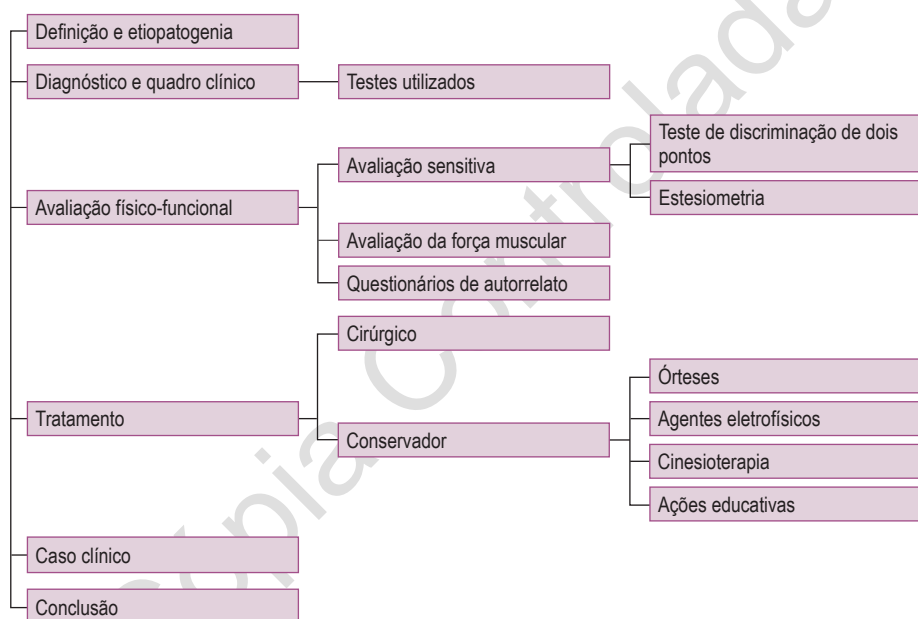 Definição e etiopatogenia
Diagnóstico e quadro clínico
Testes utilizados
Avaliação físico-funcional
Avaliação sensitiva
Teste de discriminação de dois
pontos
Estesiometria
Avaliação da força muscular
Questionários de autorrelato
Tratamento
Cirúrgico
Conservador
Órteses
Agentes eletrofísicos
Cinesioterapia
Ações educativas
Caso clínico
Conclusão
Cópia Controlada